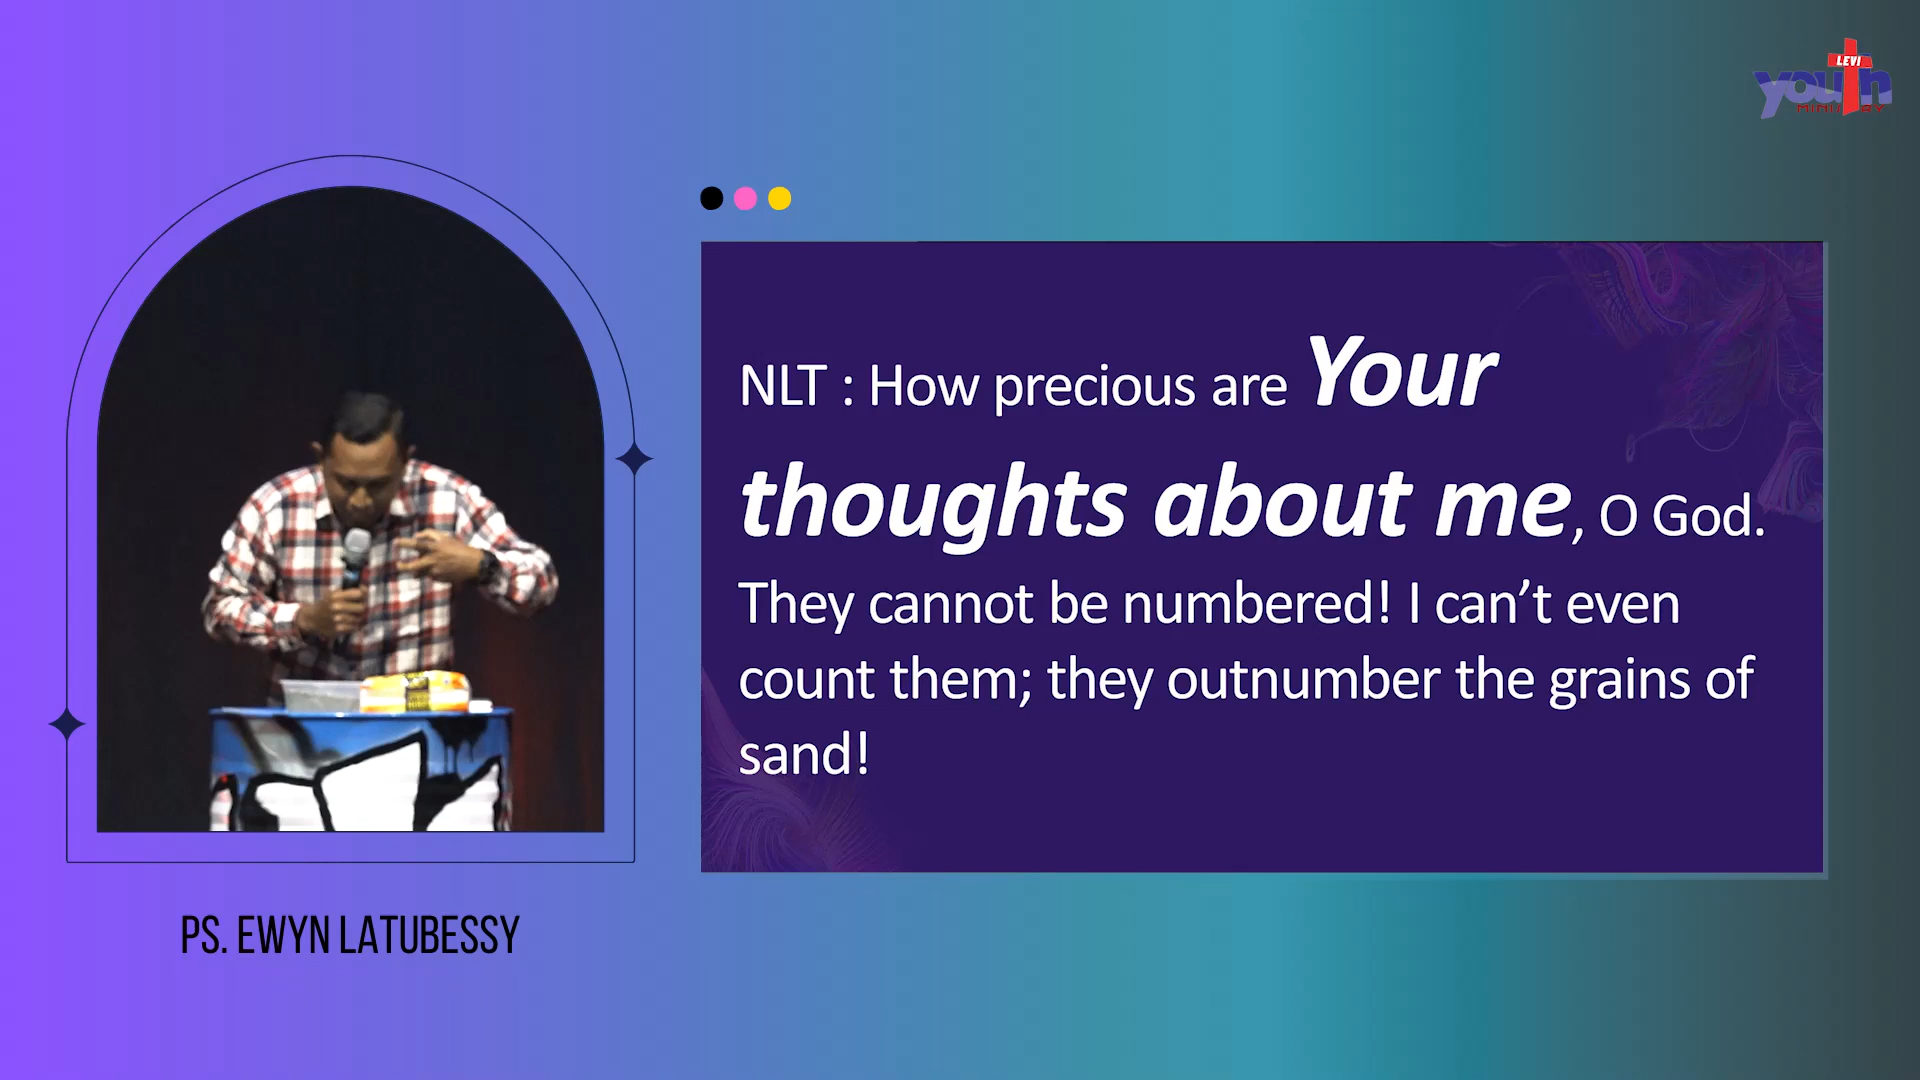 LEVI
youth
MINISTRY
NLT : How precious are Your
thoughts about me, O God.
They cannot be numbered! I can’t even
count them; they outnumber the grains of
sand!
PS. EWYN LATUBESSY